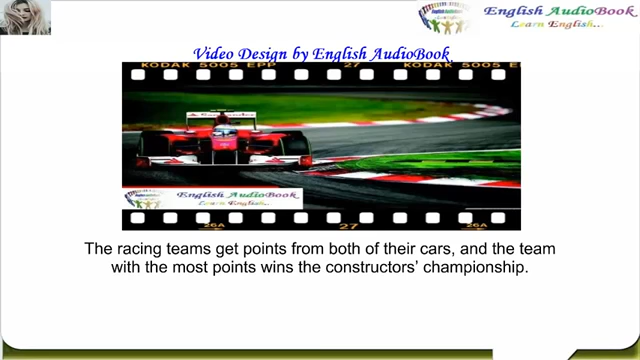 English AudioBook
Learn English...
Video Design by English AudioBook
KODAK 5005 EPP 27 KODAK 5005 E
Santander
English AudioBook
Learn English...
26A 27 26A
The racing teams get points from both of their cars, and the team
with the most points wins the constructors’ championship.